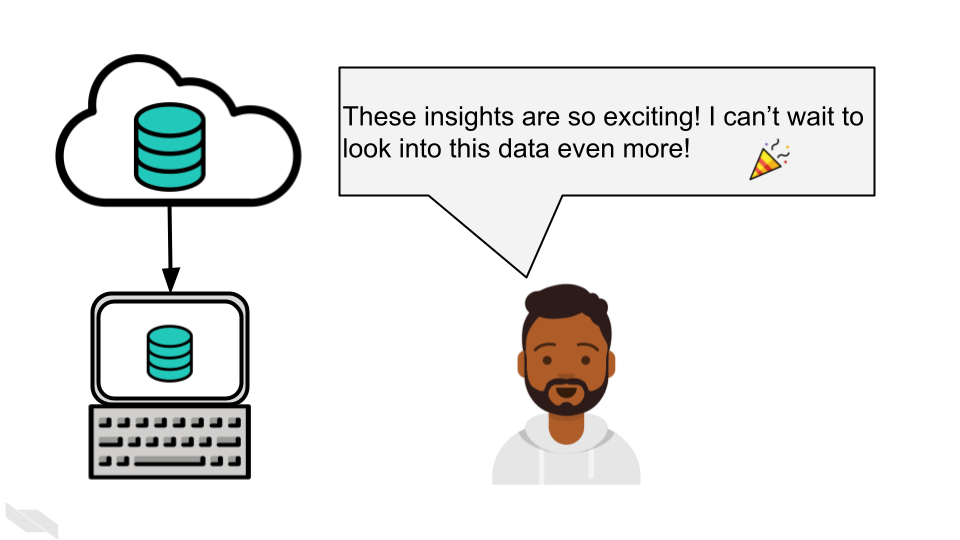 These insights are so exciting! I can’t wait to
look into this data even more!